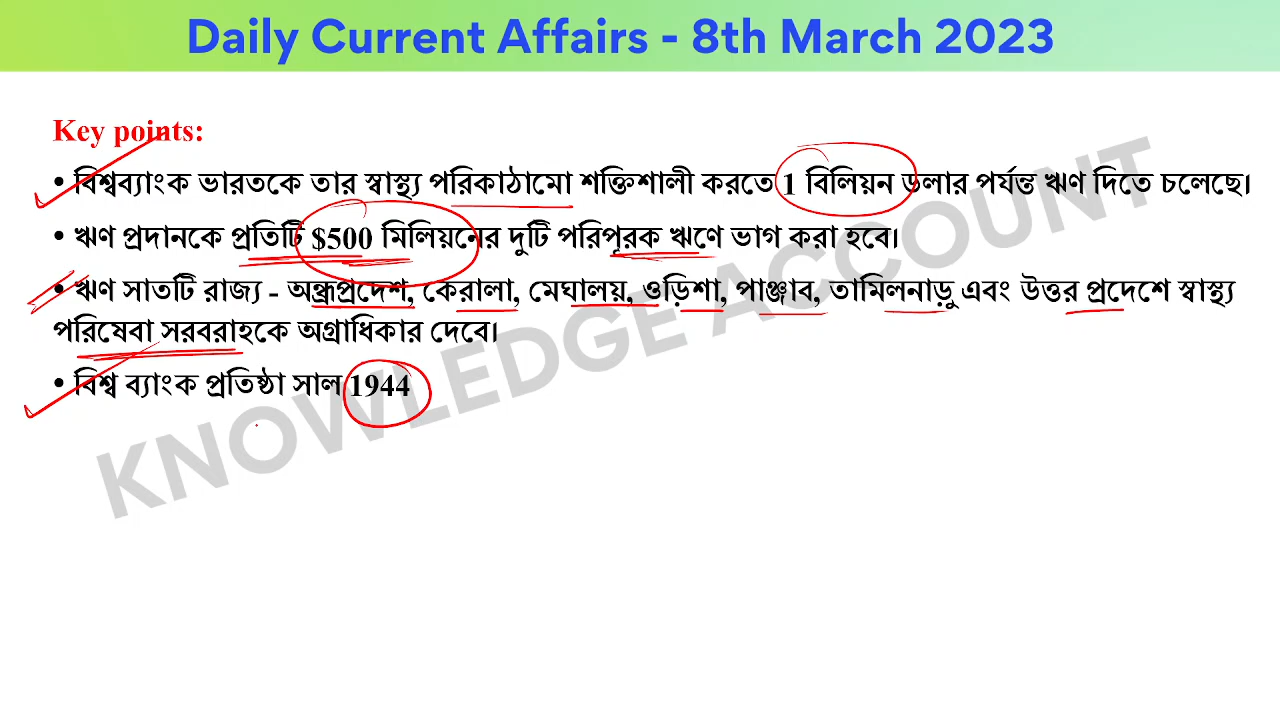 Daily Current Affairs - 8th March 2023
Key points:
• বিশ্বব্যাংক ভারতকে তার স্বাস্থ্য পরিকাঠামো শক্তিশালী করতে 1 বিলিয়ন ডলার পর্যন্ত ঋণ দিতে চলেছে।
• ঋণ প্রদানকে প্রতিটি $500 মিলিয়নের দুটি পরিপূরক ঋণে ভাগ করা হবে।
• ঋণ সাতটি রাজ্য - অন্ধ্রপ্রদেশ, কেরালা, মেঘালয়, ওড়িশা, পাঞ্জাব, তামিলনাড়ু এবং উত্তর প্রদেশে স্বাস্থ্য
পরিষেবা সরবরাহকে অগ্রাধিকার দেবে।
• বিশ্ব ব্যাংক প্রতিষ্ঠা সাল 1944
KNOWLEDGE ACCOUNT